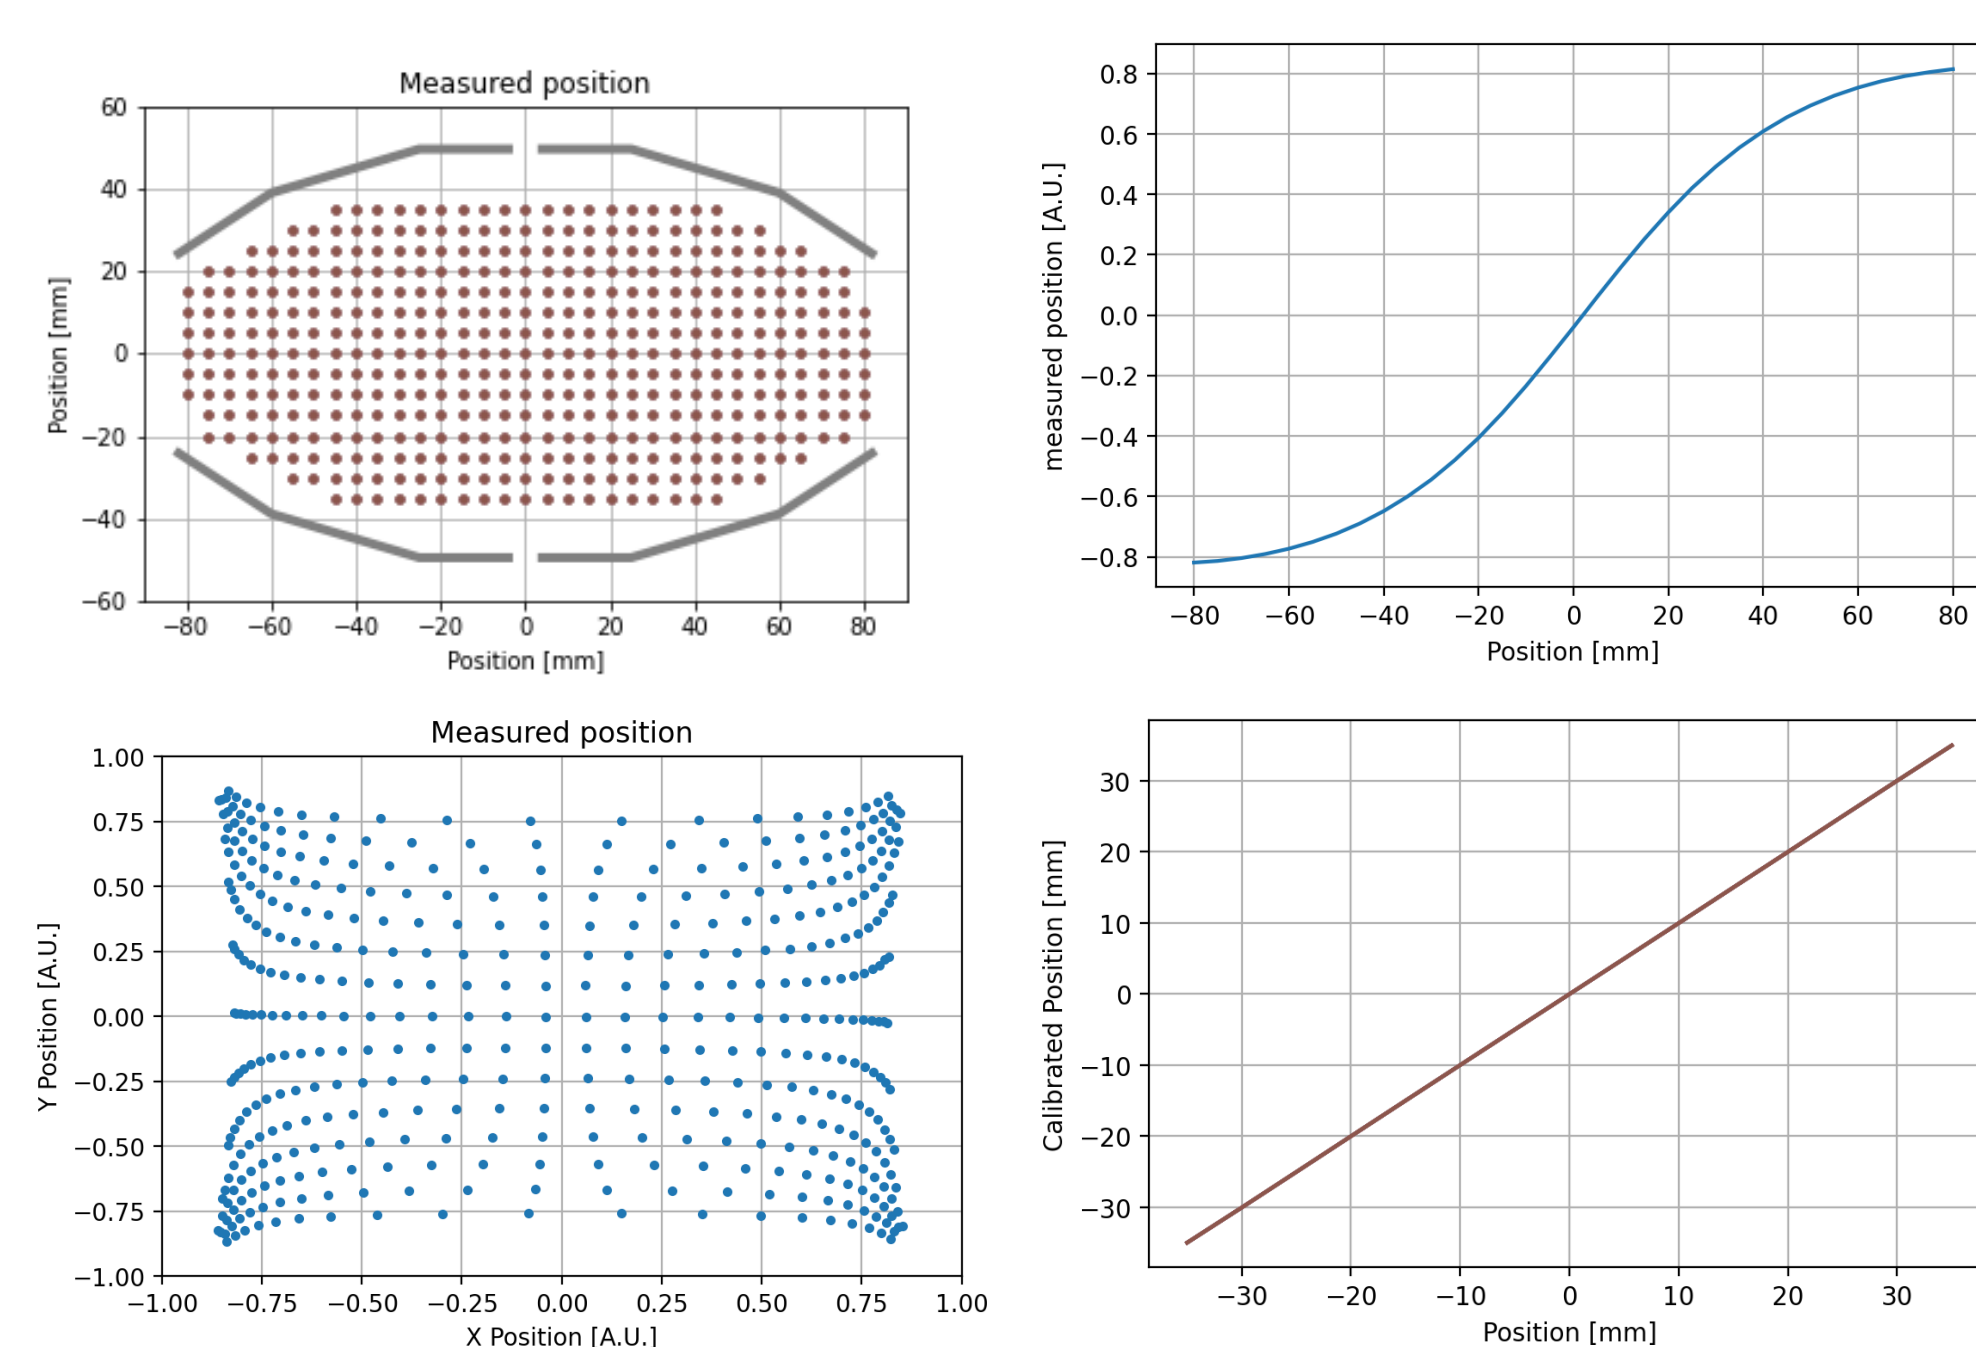 Measured position
60
40
20
0
−20
−40
−60
Position [mm]
−80 −60 −40 −20 0 20 40 60 80
Position [mm]
0.8
0.6
0.4
0.2
0.0
−0.2
−0.4
−0.6
−0.8
measured position [A.U.]
−80 −60 −40 −20 0 20 40 60 80
Position [mm]
Measured position
1.00
0.75
0.50
0.25
0.00
−0.25
−0.50
−0.75
−1.00
Y Position [A.U.]
−1.00 −0.75 −0.50 −0.25 0.00 0.25 0.50 0.75 1.00
X Position [A.U.]
30
20
10
0
−10
−20
−30
Calibrated Position [mm]
−30 −20 −10 0 10 20 30
Position [mm]